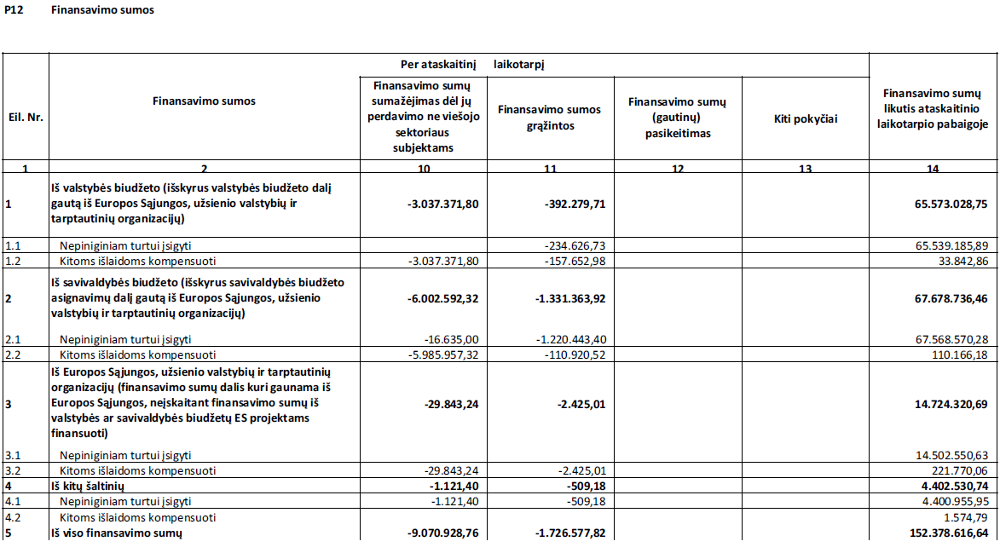 P12 Finansavimo sumos
Per ataskaitinį laikotarpį
Eil. Nr.
Finansavimo sumos
Finansavimo sumų
sumažėjimas dėl jų
perdavimo ne viešojo
sektoriaus
subjektams
Finansavimo sumos
grąžintos
Finansavimo sumų
(gautinų)
pasikeitimas
Kiti pokyčiai
Finansavimo sumų
likutis ataskaitinio
laikotarpio pabaigoje
1 2 10 11 12 13 14
Iš valstybės biudžeto (išskyrus valstybės biudžeto dalį
gautą iš Europos Sąjungos, užsienio valstybių ir
tarptautinių organizacijų)
1 -3.037.371,80 -392.279,71 65.573.028,75
1.1 Nepiniginiam turtui įsigyti -234.626,73 65.539.185,89
1.2 Kitoms išlaidoms kompensuoti -3.037.371,80 -157.652,98 33.842,86
Iš savivaldybės biudžeto (išskyrus savivaldybės biudžeto
asignavimų dalį gautą iš Europos Sąjungos, užsienio
valstybių ir tarptautinių organizacijų)
2 -6.002.592,32 -1.331.363,92 67.678.736,46
2.1 Nepiniginiam turtui įsigyti -16.635,00 -1.220.443,40 67.568.570,28
2.2 Kitoms išlaidoms kompensuoti -5.985.957,32 -110.920,52 110.166,18
Iš Europos Sąjungos, užsienio valstybių ir tarptautinių
organizacijų (finansavimo sumų dalis kuri gaunama iš
Europos Sąjungos, neįskaitant finansavimo sumų iš
valstybės ar savivaldybės biudžetų ES projektams
finansuoti)
3 -29.843,24 -2.425,01 14.724.320,69
3.1 Nepiniginiam turtui įsigyti 14.502.550,63
3.2 Kitoms išlaidoms kompensuoti -29.843,24 -2.425,01 221.770,06
4 Iš kitų šaltinių -1.121,40 -509,18 4.402.530,74
4.1 Nepiniginiam turtui įsigyti -1.121,40 -509,18 4.400.955,95
4.2 Kitoms išlaidoms kompensuoti 1.574,79
5 Iš viso finansavimo sumų -9.070.928,76 -1.726.577,82 152.378.616,64